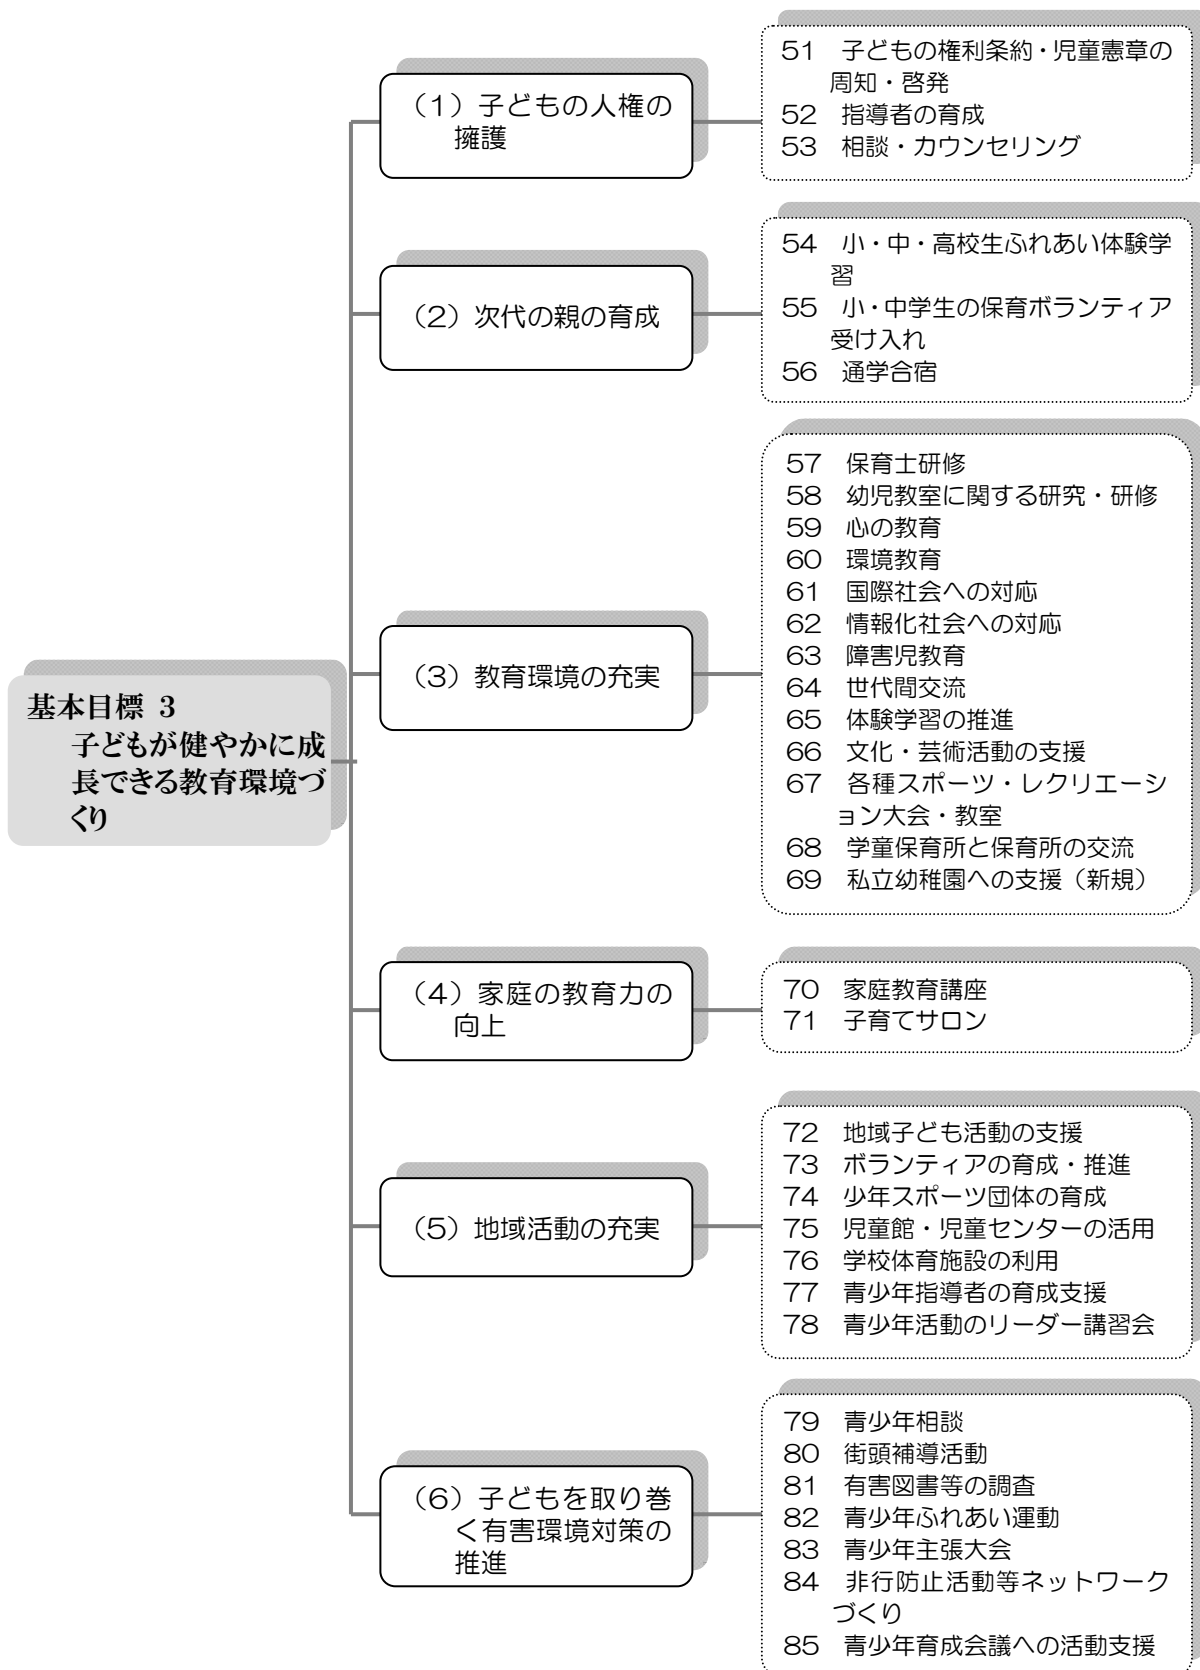 基本目標 3
子どもが健やかに成
長できる教育環境づ
くり
(1)子どもの人権の
擁護
51 子どもの権利条約・児童憲章の
周知・啓発
52 指導者の育成
53 相談・カウンセリング
(2)次代の親の育成
54 小・中・高校生ふれあい体験学
習
55 小・中学生の保育ボランティア
受け入れ
56 通学合宿
(3)教育環境の充実
57 保育士研修
58 幼児教室に関する研究・研修
59 心の教育
60 環境教育
61 国際社会への対応
62 情報化社会への対応
63 障害児教育
64 世代間交流
65 体験学習の推進
66 文化・芸術活動の支援
67 各種スポーツ・レクリエーシ
ョン大会・教室
68 学童保育所と保育所の交流
69 私立幼稚園への支援(新規)
(4)家庭の教育力の
向上
70 家庭教育講座
71 子育てサロン
(5)地域活動の充実
72 地域子ども活動の支援
73 ボランティアの育成・推進
74 少年スポーツ団体の育成
75 児童館・児童センターの活用
76 学校体育施設の利用
77 青少年指導者の育成支援
78 青少年活動のリーダー講習会
(6)子どもを取り巻
く有害環境対策の
推進
79 青少年相談
80 街頭補導活動
81 有害図書等の調査
82 青少年ふれあい運動
83 青少年主張大会
84 非行防止活動等ネットワーク
づくり
85 青少年育成会議への活動支援